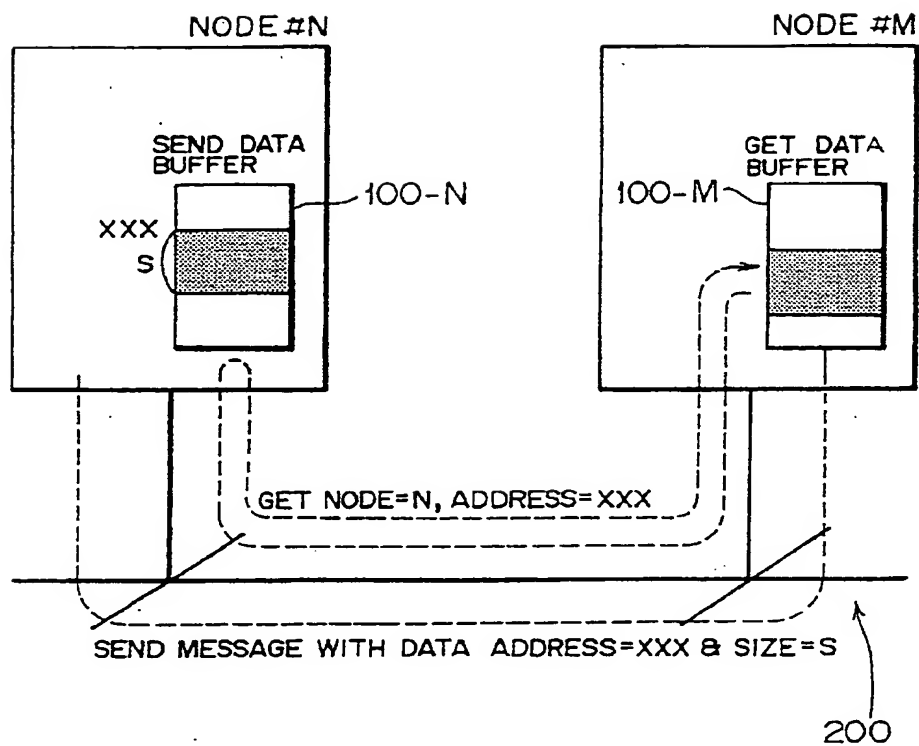 NODE #N
NODE #M
SEND DATA
BUFFER
GET DATA
BUFFER
100-N
100-M
XXX
S
GET NODE=N, ADDRESS=XXX
SEND MESSAGE WITH DATA ADDRESS=XXX & SIZE=S
200